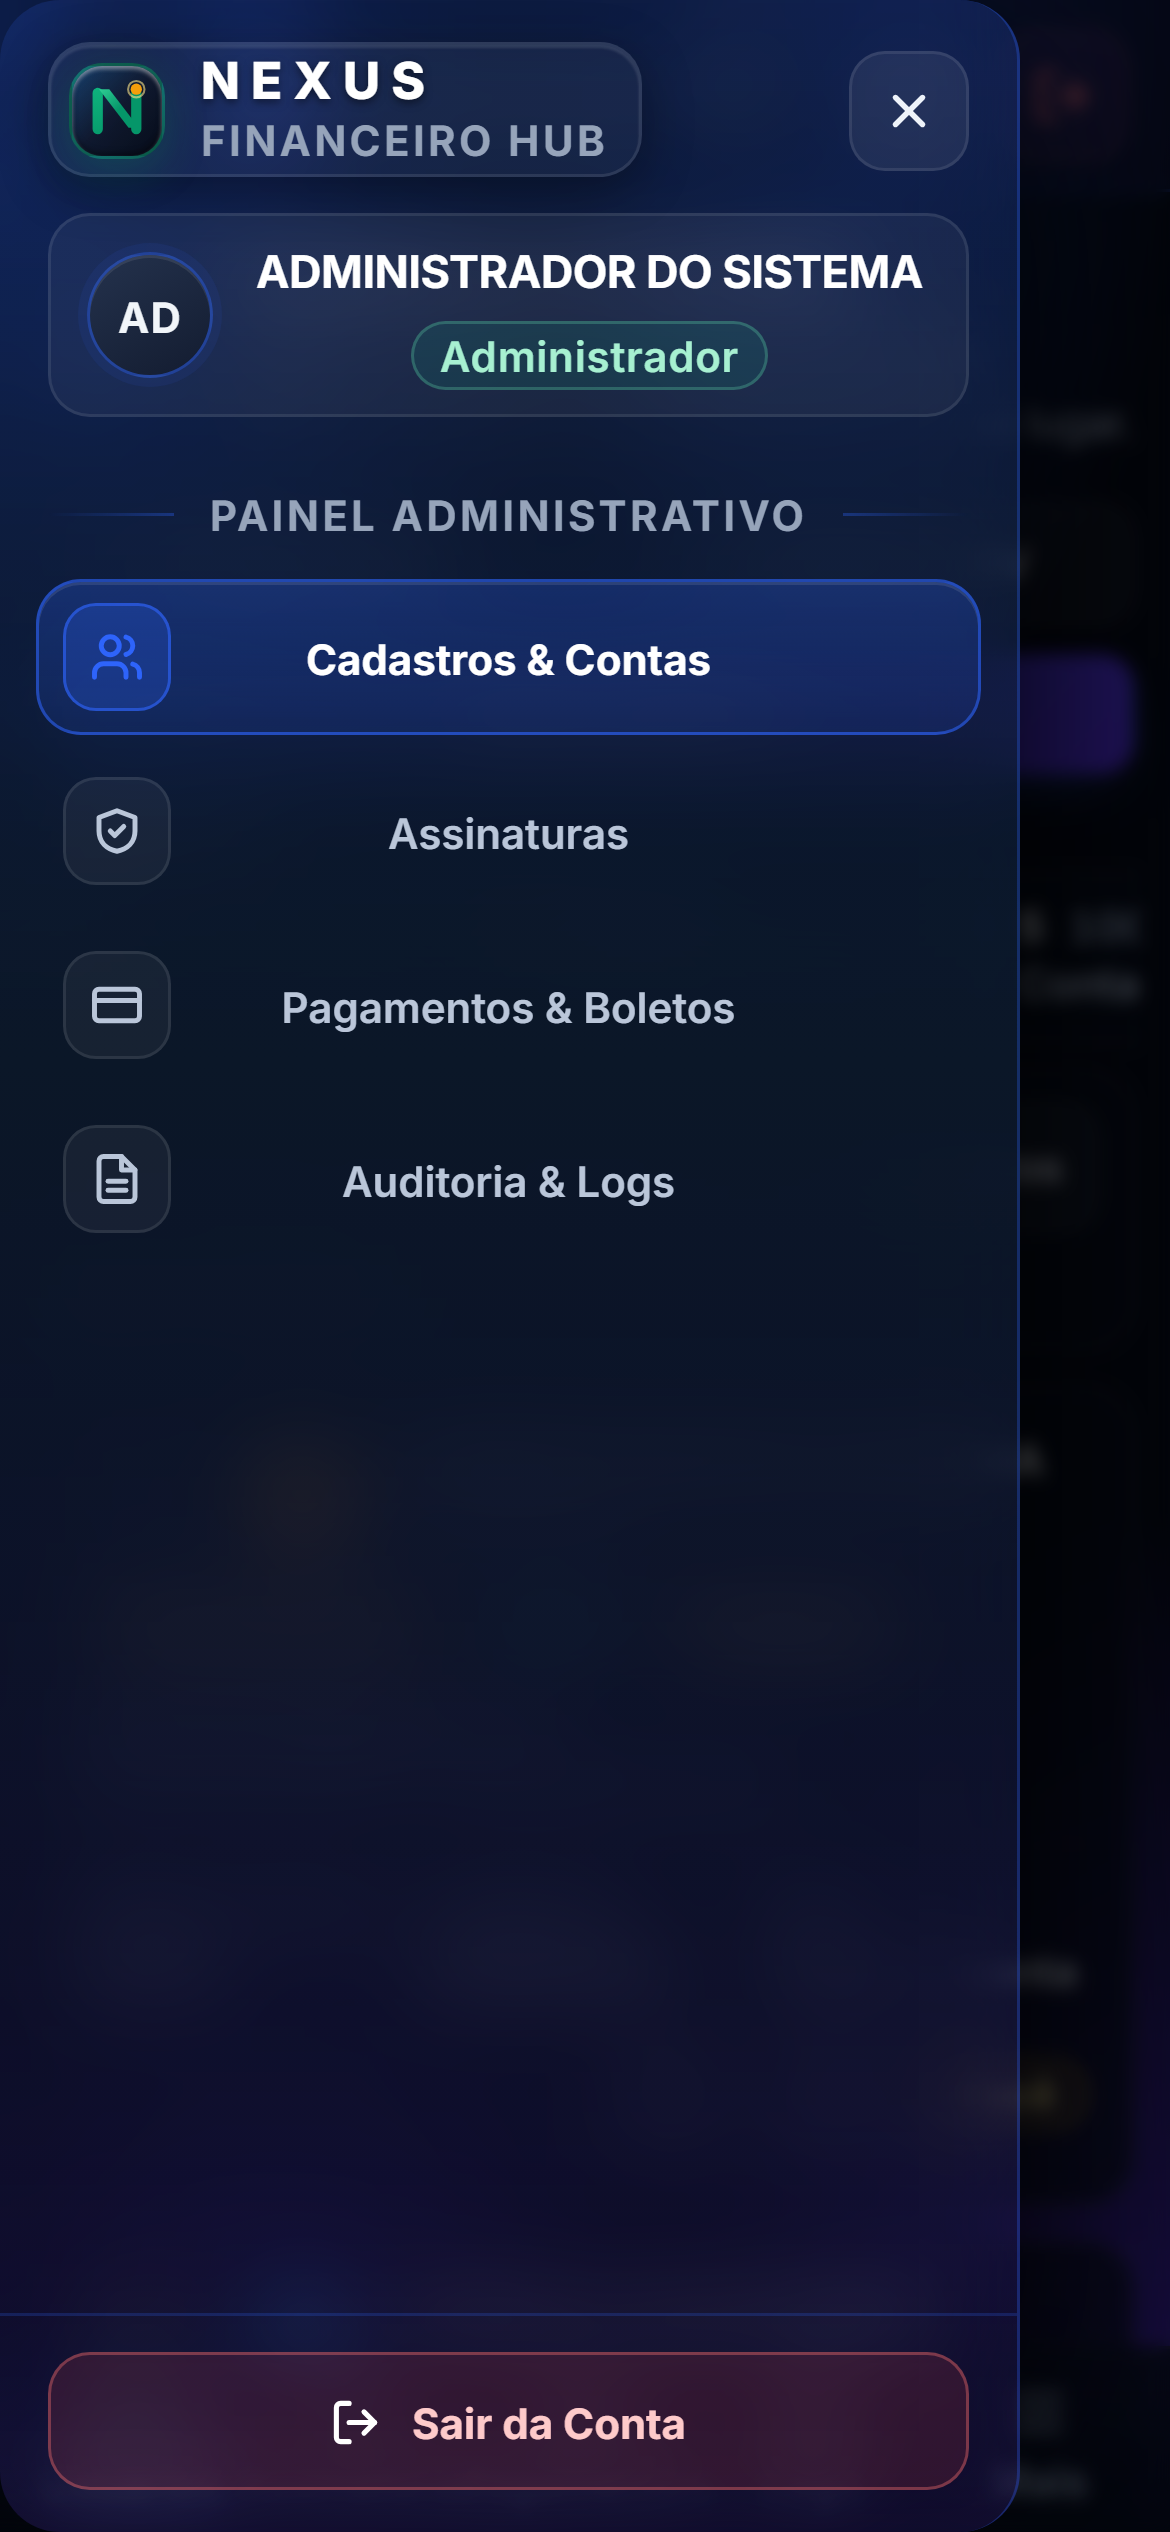 NEXUS
FINANCEIRO HUB
AD
ADMINISTRADOR DO SISTEMA
Administrador
PAINEL ADMINISTRATIVO
Cadastros & Contas
Assinaturas
Pagamentos & Boletos
Auditoria & Logs
Sair da Conta